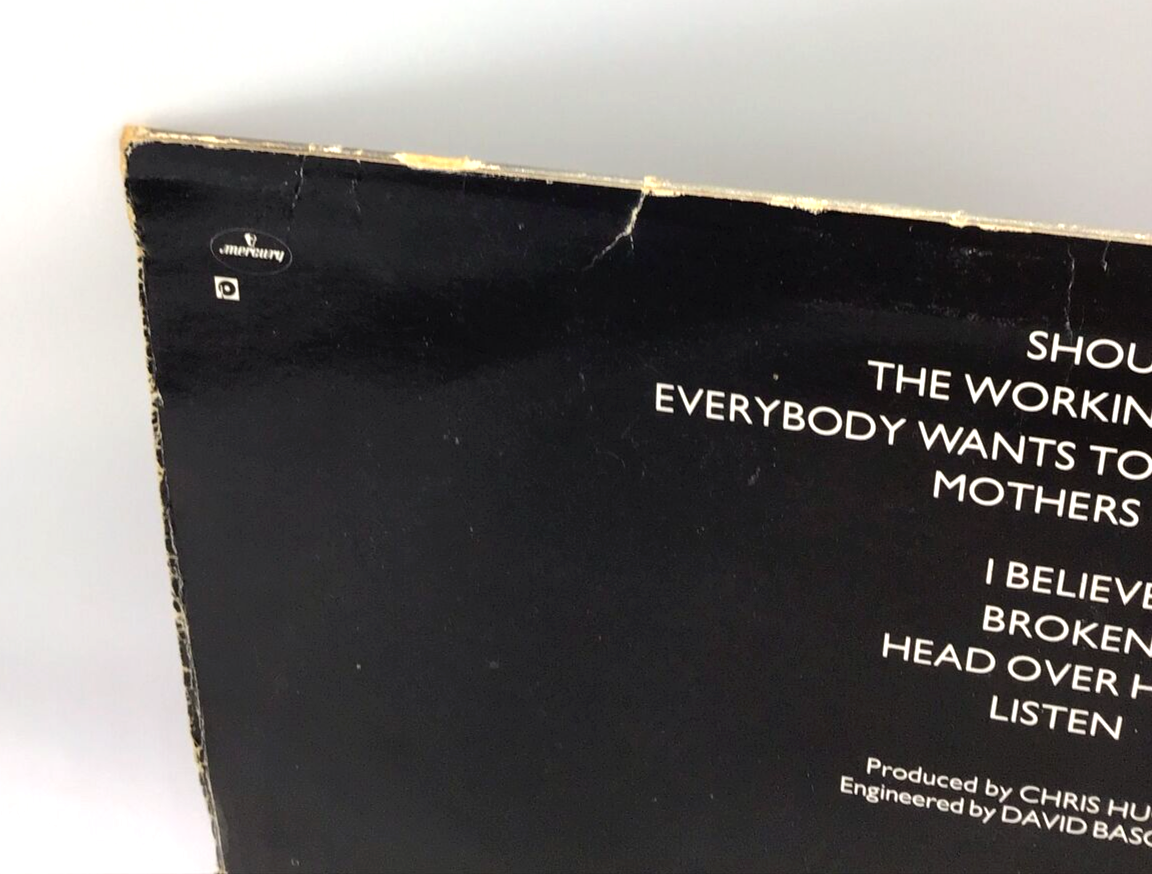 mercury
SHOU
THE WORKIN
EVERYBODY WANTS TO
MOTHERS
I BELIEVE
BROKEN
HEAD OVER H
LISTEN
Produced by CHRIS HU
Engineered by DAVID BASC